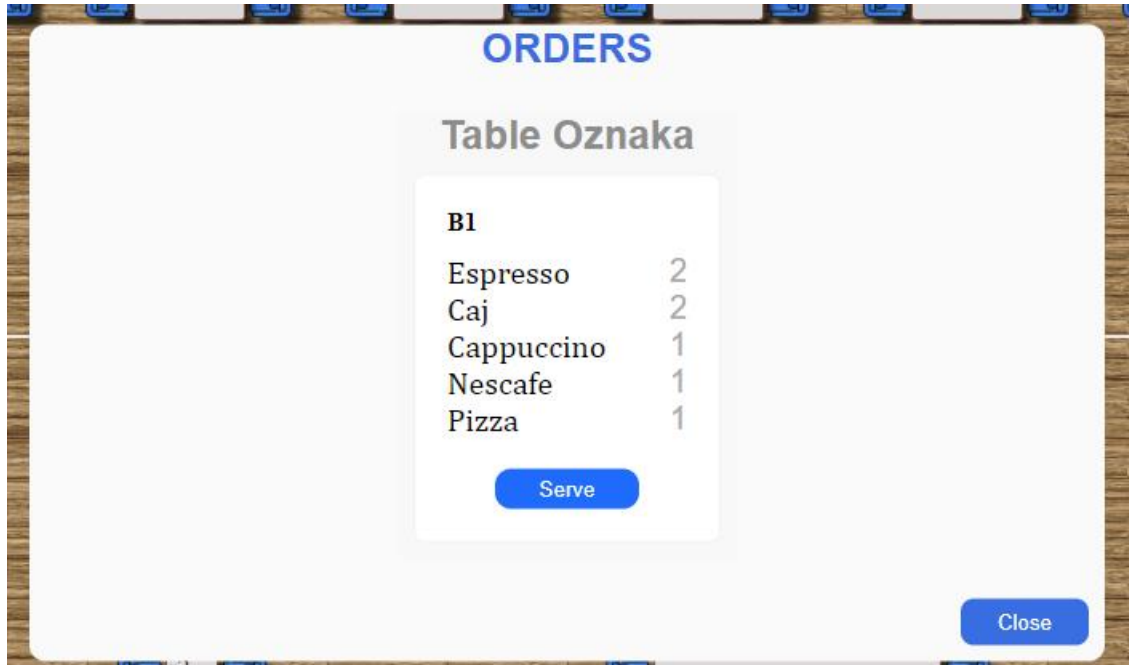 ORDERS
Table Oznaka
B1
Espresso 2
Caj 2
Cappuccino 1
Nescafe 1
Pizza 1
Serve
Close